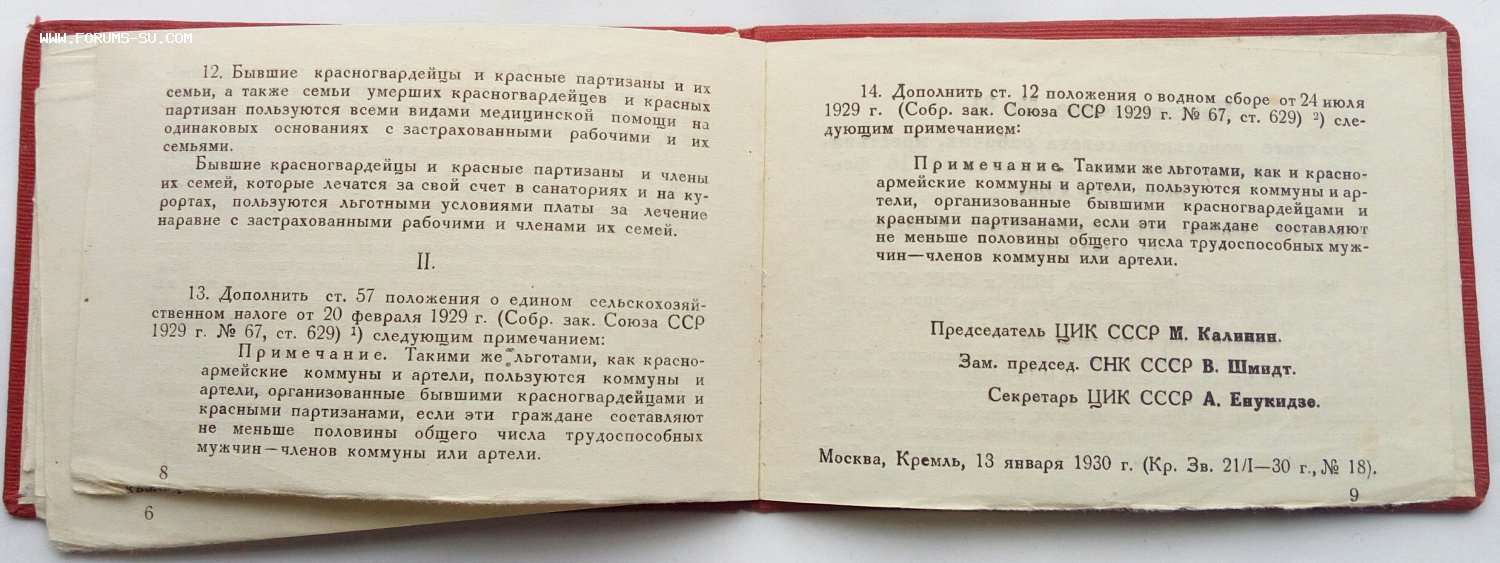 WWW.FORUMS-SU.COM
12. Бывшие красногвардейцы и красные партизаны и их
семьи, а также семьи умерших красногвардейцев и красных
партизан пользуются всеми видами медицинской помощи на
одинаковых основаниях с застрахованными рабочими и их
семьями.
Бывшие красногвардейцы и красные партизаны и члены
их семей, которые лечатся за свой счет в санаториях и на ку-
рортах, пользуются льготными условиями платы за лечение
наравне с застрахованными рабочими и членами их семей.
II.
13. Дополнить ст. 57 положения о едином сельскохозяй-
ственном налоге от 20 февраля 1929 г. (Собр. зак. Союза ССР
1929 г. № 67, ст. 629) ¹) следующим примечанием:
Примечание. Такими же льготами, как красно-
армейские коммуны и артели, пользуются коммуны и
артели, организованные бывшими красногвардейцами и
красными партизанами, если эти граждане составляют
не меньше половины общего числа трудоспособных
мужчин—членов коммуны или артели.
8
6
14. Дополнить ст. 12 положения о водном сборе от 24 июля
1929 г. (Собр. зак. Союза ССР 1929 г. № 67, ст. 629) ²) сле-
дующим примечанием:
Примечание. Такими же льготами, как и красно-
армейские коммуны и артели, пользуются коммуны и ар-
тели, организованные бывшими красногвардейцами и
красными партизанами, если эти граждане составляют
не меньше половины общего числа трудоспособных муж-
чин—членов коммуны или артели.
Председатель ЦИК СССР М. Калинин.
Зам. председ. СНК СССР В. Шмидт.
Секретарь ЦИК СССР А. Енукидзе.
Москва, Кремль, 13 января 1930 г. (Кр. Зв. 21/I—30 г., № 18).
9